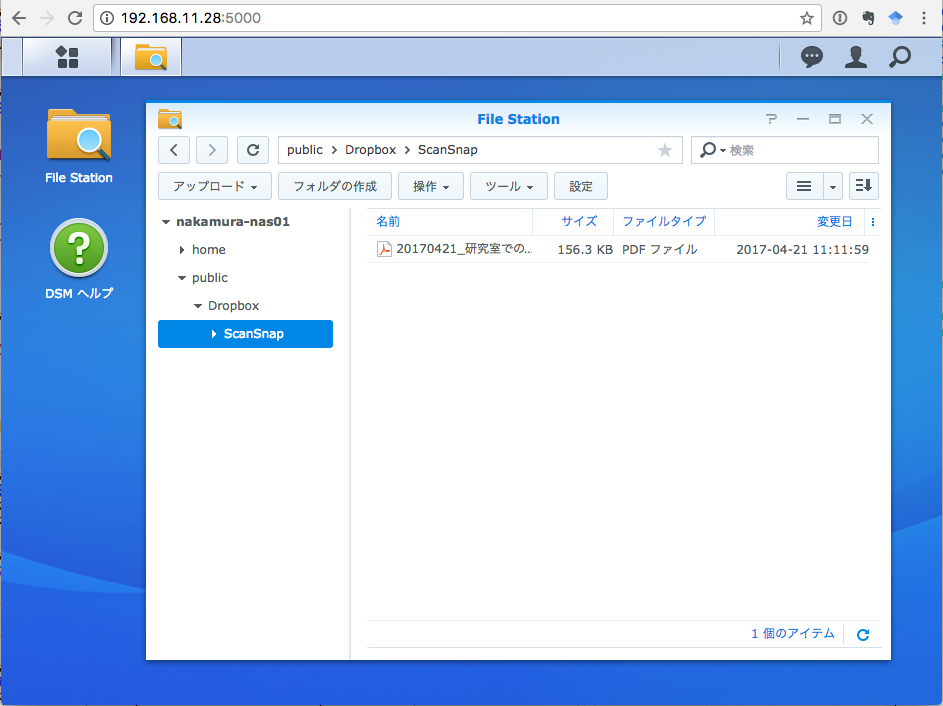 192.168.11.28:5000
File Station
DSM ヘルプ
File Station
public > Dropbox > ScanSnap
検索
アップロード フォルダの作成 操作 ツール 設定
nakamura-nas01
home
public
Dropbox
ScanSnap
名前 サイズ ファイルタイプ 変更日
20170421_研究室での... 156.3 KB PDF ファイル 2017-04-21 11:11:59
1 個のアイテム